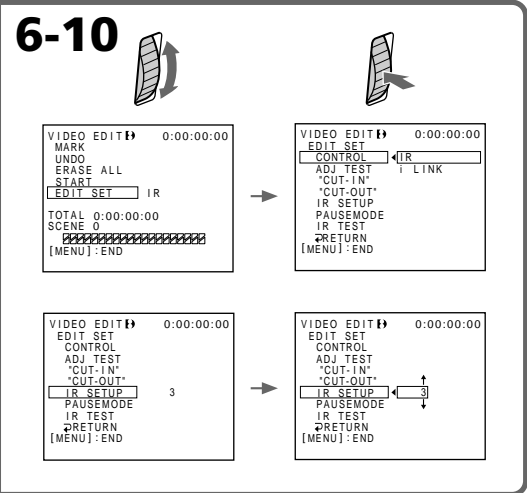 6-10
VIDEO EDIT 0:00:00:00
MARK
UNDO
ERASE ALL
START
EDIT SET IR
TOTAL 0:00:00:00
SCENE 0
[MENU] : END
VIDEO EDIT 0:00:00:00
EDIT SET
CONTROL IR
ADJ TEST i LINK
"CUT-IN"
"CUT-OUT"
IR SETUP
PAUSEMODE
IR TEST
RETURN
[MENU] : END
VIDEO EDIT 0:00:00:00
EDIT SET
CONTROL
ADJ TEST
"CUT-IN"
"CUT-OUT"
IR SETUP 3
PAUSEMODE
IR TEST
RETURN
[MENU] : END
VIDEO EDIT 0:00:00:00
EDIT SET
CONTROL
ADJ TEST
"CUT-IN"
"CUT-OUT"
IR SETUP 3
PAUSEMODE
IR TEST
RETURN
[MENU] : END